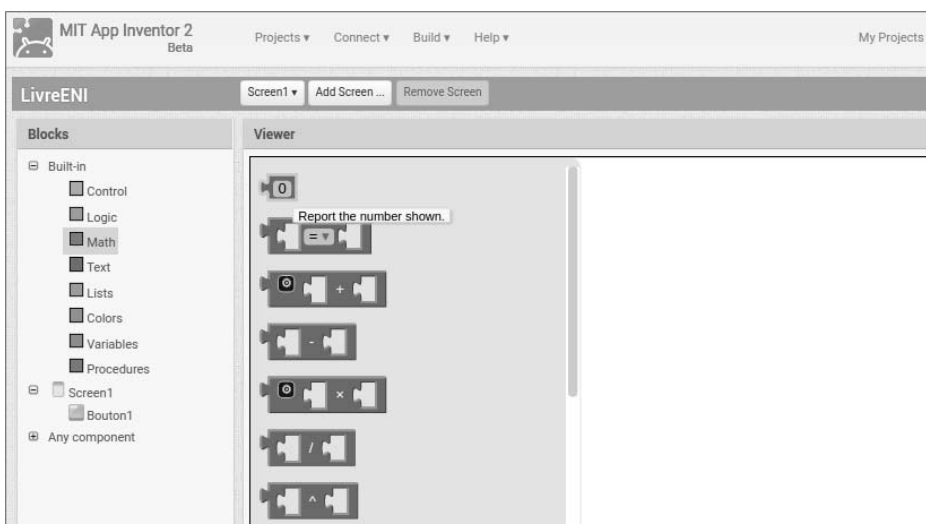 MIT App Inventor 2
Beta
Projects ▾ Connect ▾ Build ▾ Help ▾ My Projects
LivreENI Screen1 ▾ Add Screen ... Remove Screen
Blocks Viewer
Built-in
Control
Logic
Math
Text
Lists
Colors
Variables
Procedures
Screen1
Bouton1
Any component
0
Report the number shown.
= ▾
+
-
×
/
^